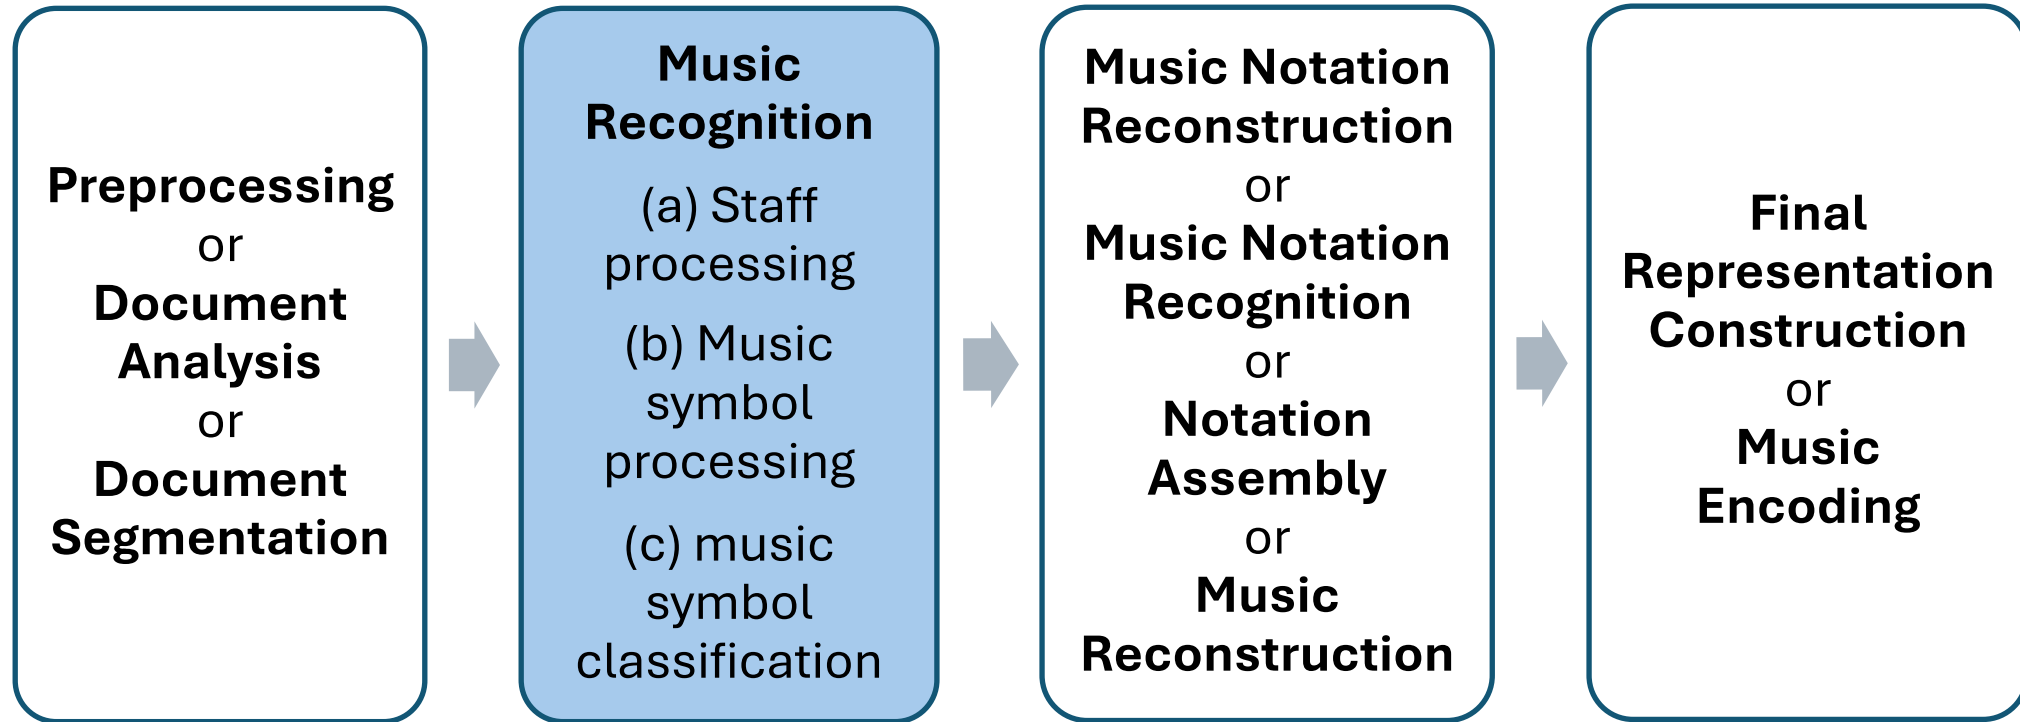 Preprocessing
or
Document
Analysis
or
Document
Segmentation
Music
Recognition
(a) Staff
processing
(b) Music
symbol
processing
(c) music
symbol
classification
Music Notation
Reconstruction
or
Music Notation
Recognition
or
Notation
Assembly
or
Music
Reconstruction
Final
Representation
Construction
or
Music
Encoding